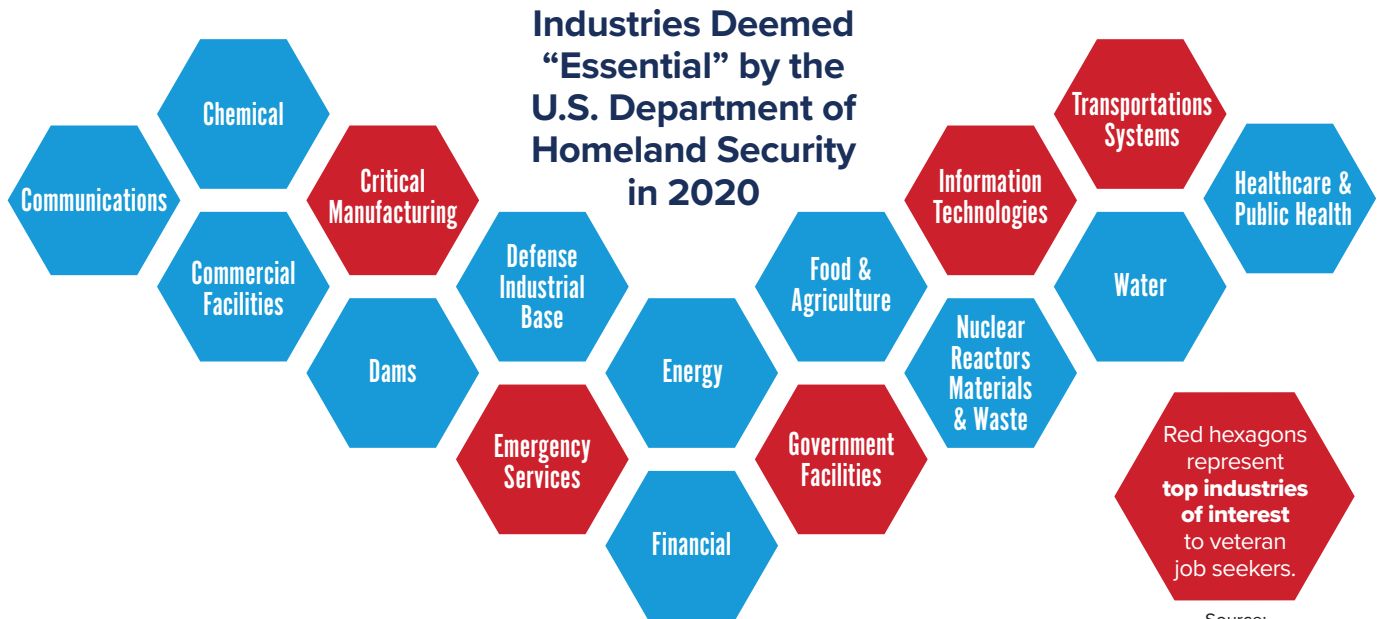 Industries Deemed
“Essential” by the
U.S. Department of
Homeland Security
in 2020
Communications
Chemical
Commercial
Facilities
Critical
Manufacturing
Dams
Defense
Industrial
Base
Emergency
Services
Energy
Financial
Food &
Agriculture
Government
Facilities
Information
Technologies
Nuclear
Reactors
Materials
& Waste
Transportations
Systems
Water
Healthcare &
Public Health
Red hexagons
represent
top industries
of interest
to veteran
job seekers.
Source: